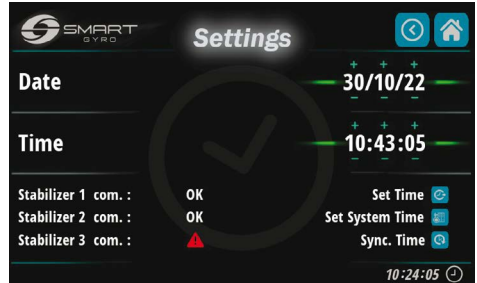 SMART
GYRO
Settings
Date
+ + +
30/10/22
− − −
Time
+ + +
10:43:05
− − −
Stabilizer 1 com. : OK Set Time
Stabilizer 2 com. : OK Set System Time
Stabilizer 3 com. : Sync. Time
10:24:05